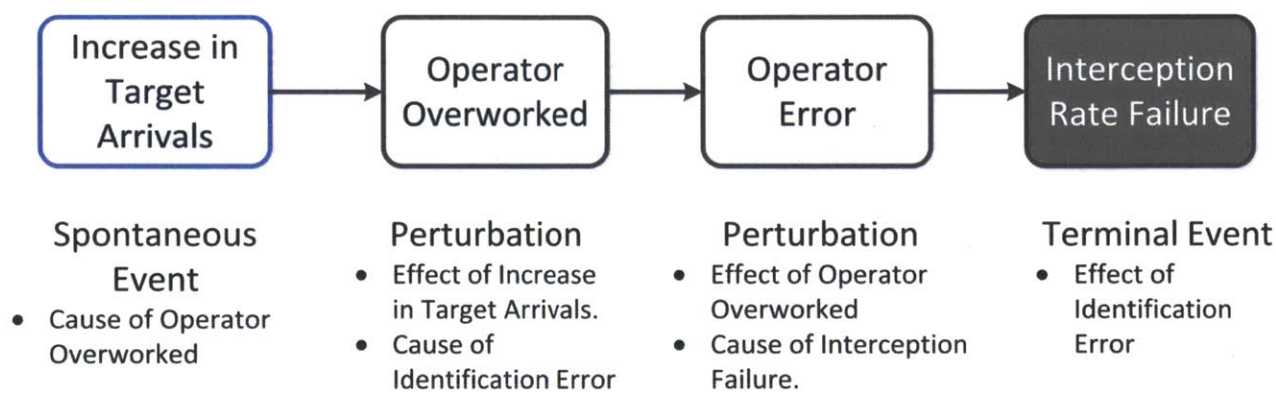 Increase in
Target
Arrivals
Operator
Overworked
Operator
Error
Interception
Rate Failure
Spontaneous
Event
• Cause of Operator
Overworked
Perturbation
• Effect of Increase
in Target Arrivals.
• Cause of
Identification Error
Perturbation
• Effect of Operator
Overworked
• Cause of Interception
Failure.
Terminal Event
• Effect of
Identification
Error